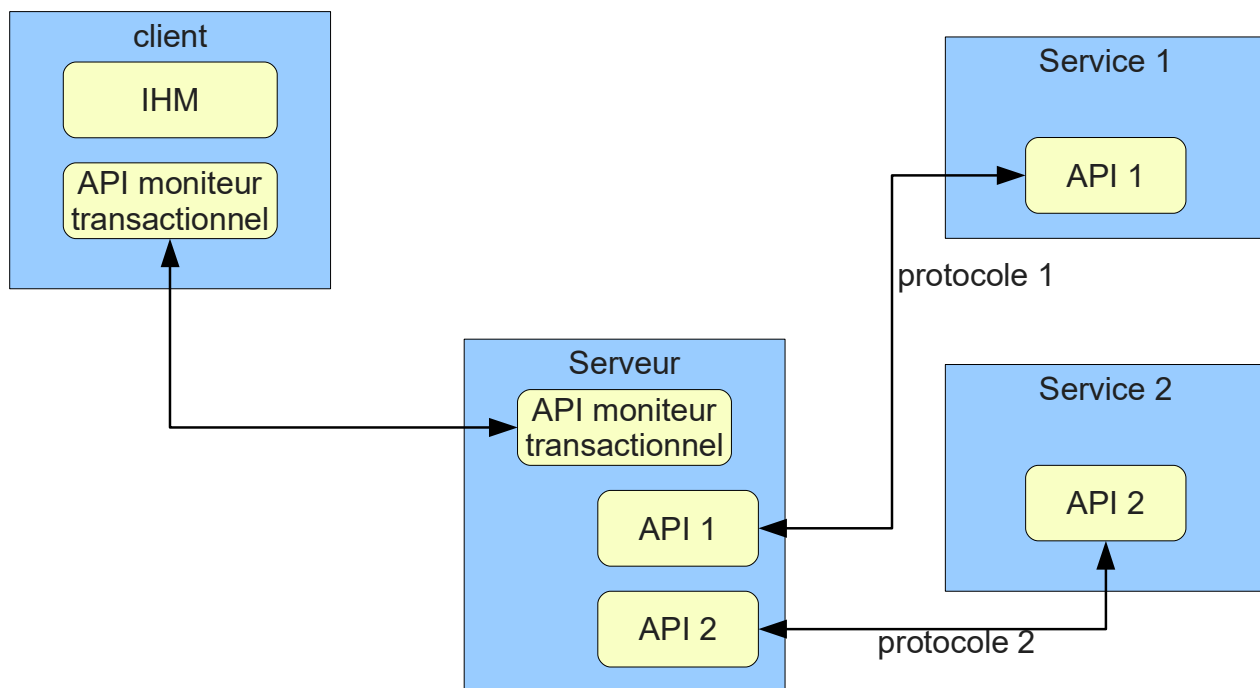 client
IHM
API moniteur
transactionnel
Service 1
API 1
protocole 1
Serveur
API moniteur
transactionnel
API 1
API 2
Service 2
API 2
protocole 2